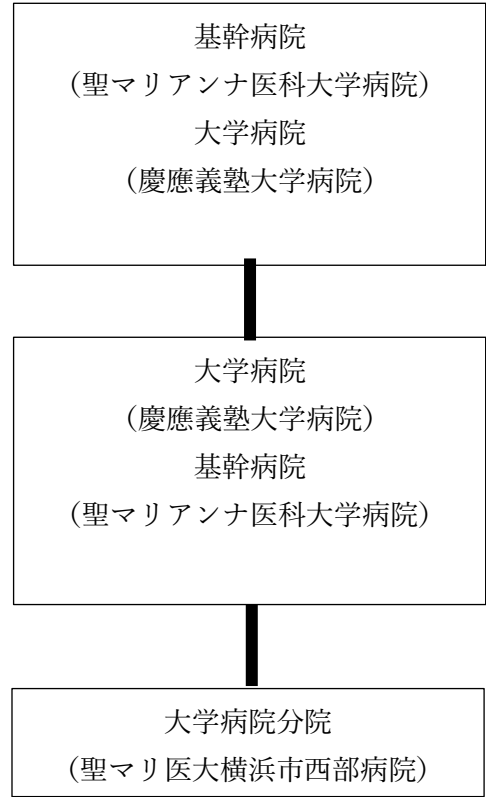 基幹病院
（聖マリアンナ医科大学病院）
大学病院
（慶應義塾大学病院）
大学病院
（慶應義塾大学病院）
基幹病院
（聖マリアンナ医科大学病院）
大学病院分院
（聖マリ医大横浜市西部病院）